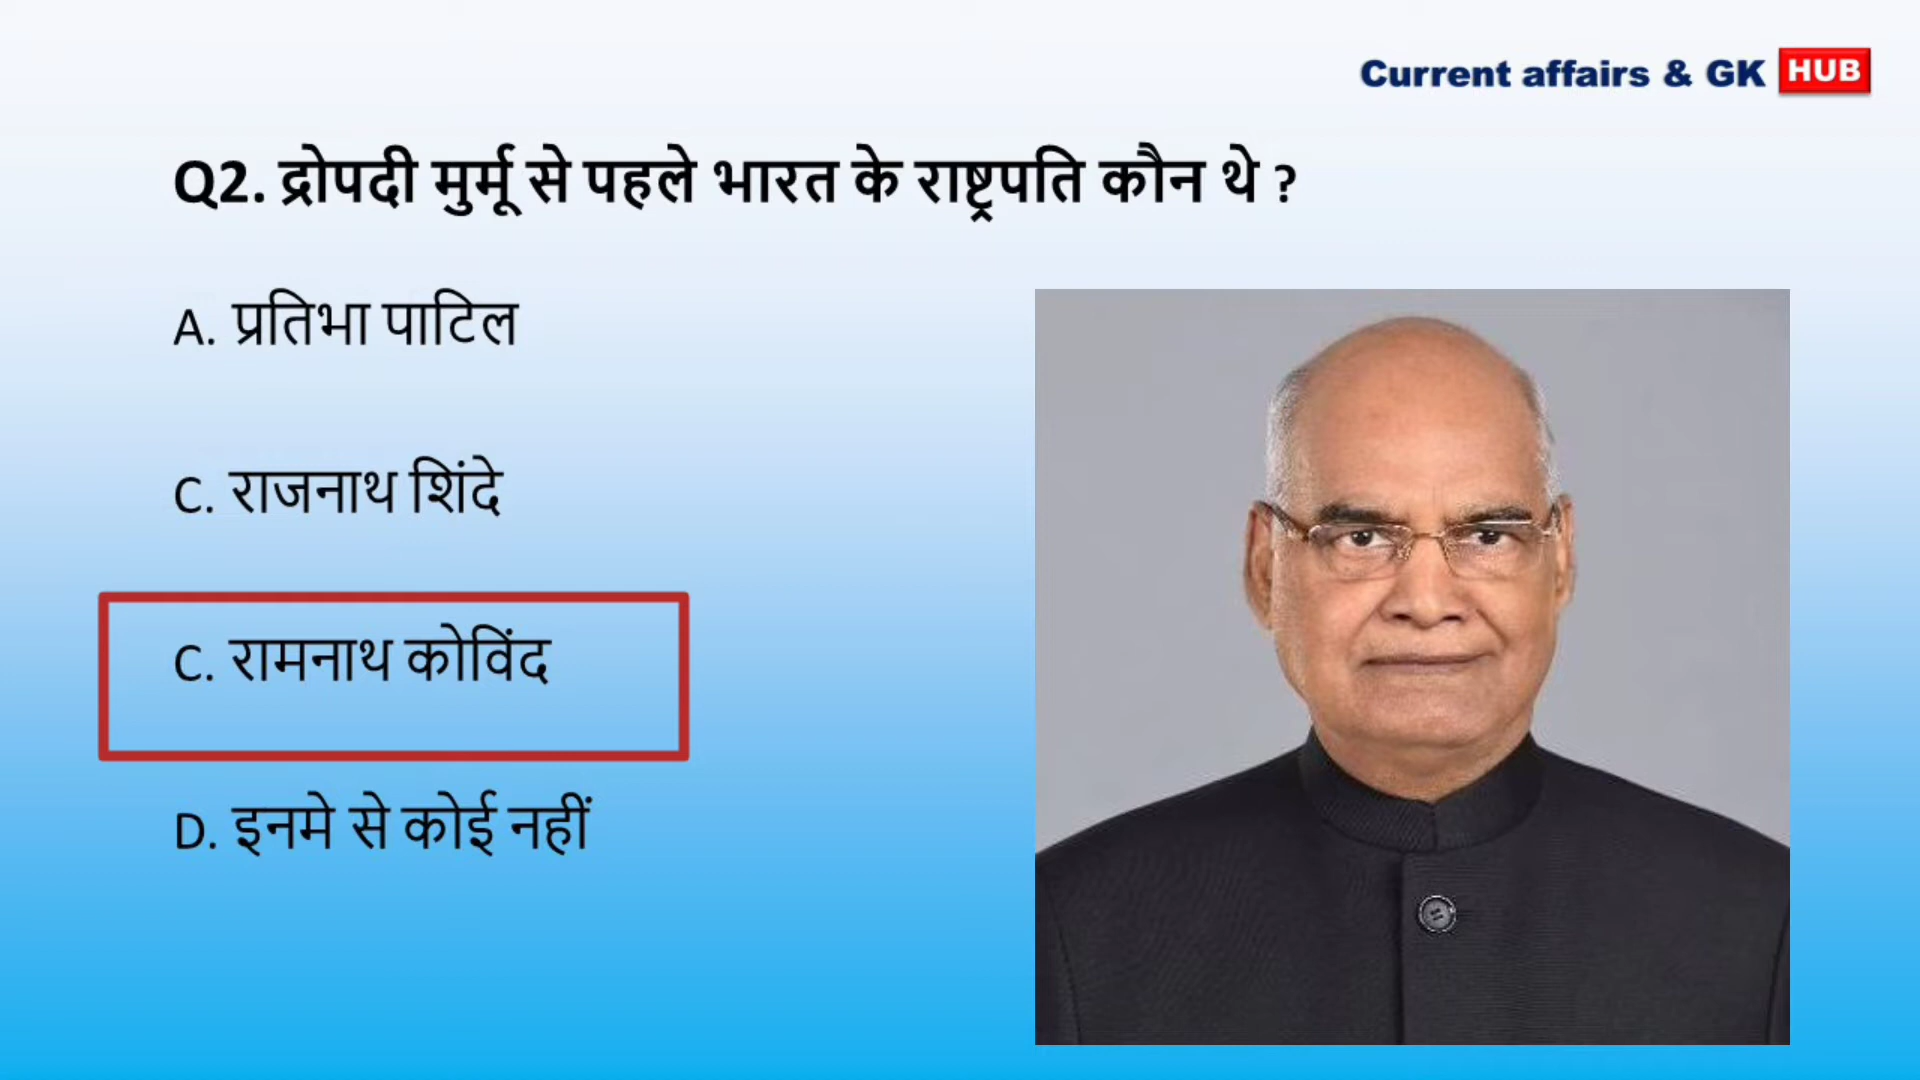 Current affairs & GK HUB
Q2. द्रोपदी मुर्मू से पहले भारत के राष्ट्रपति कौन थे ?
A. प्रतिभा पाटिल
C. राजनाथ शिंदे
C. रामनाथ कोविंद
D. इनमे से कोई नहीं